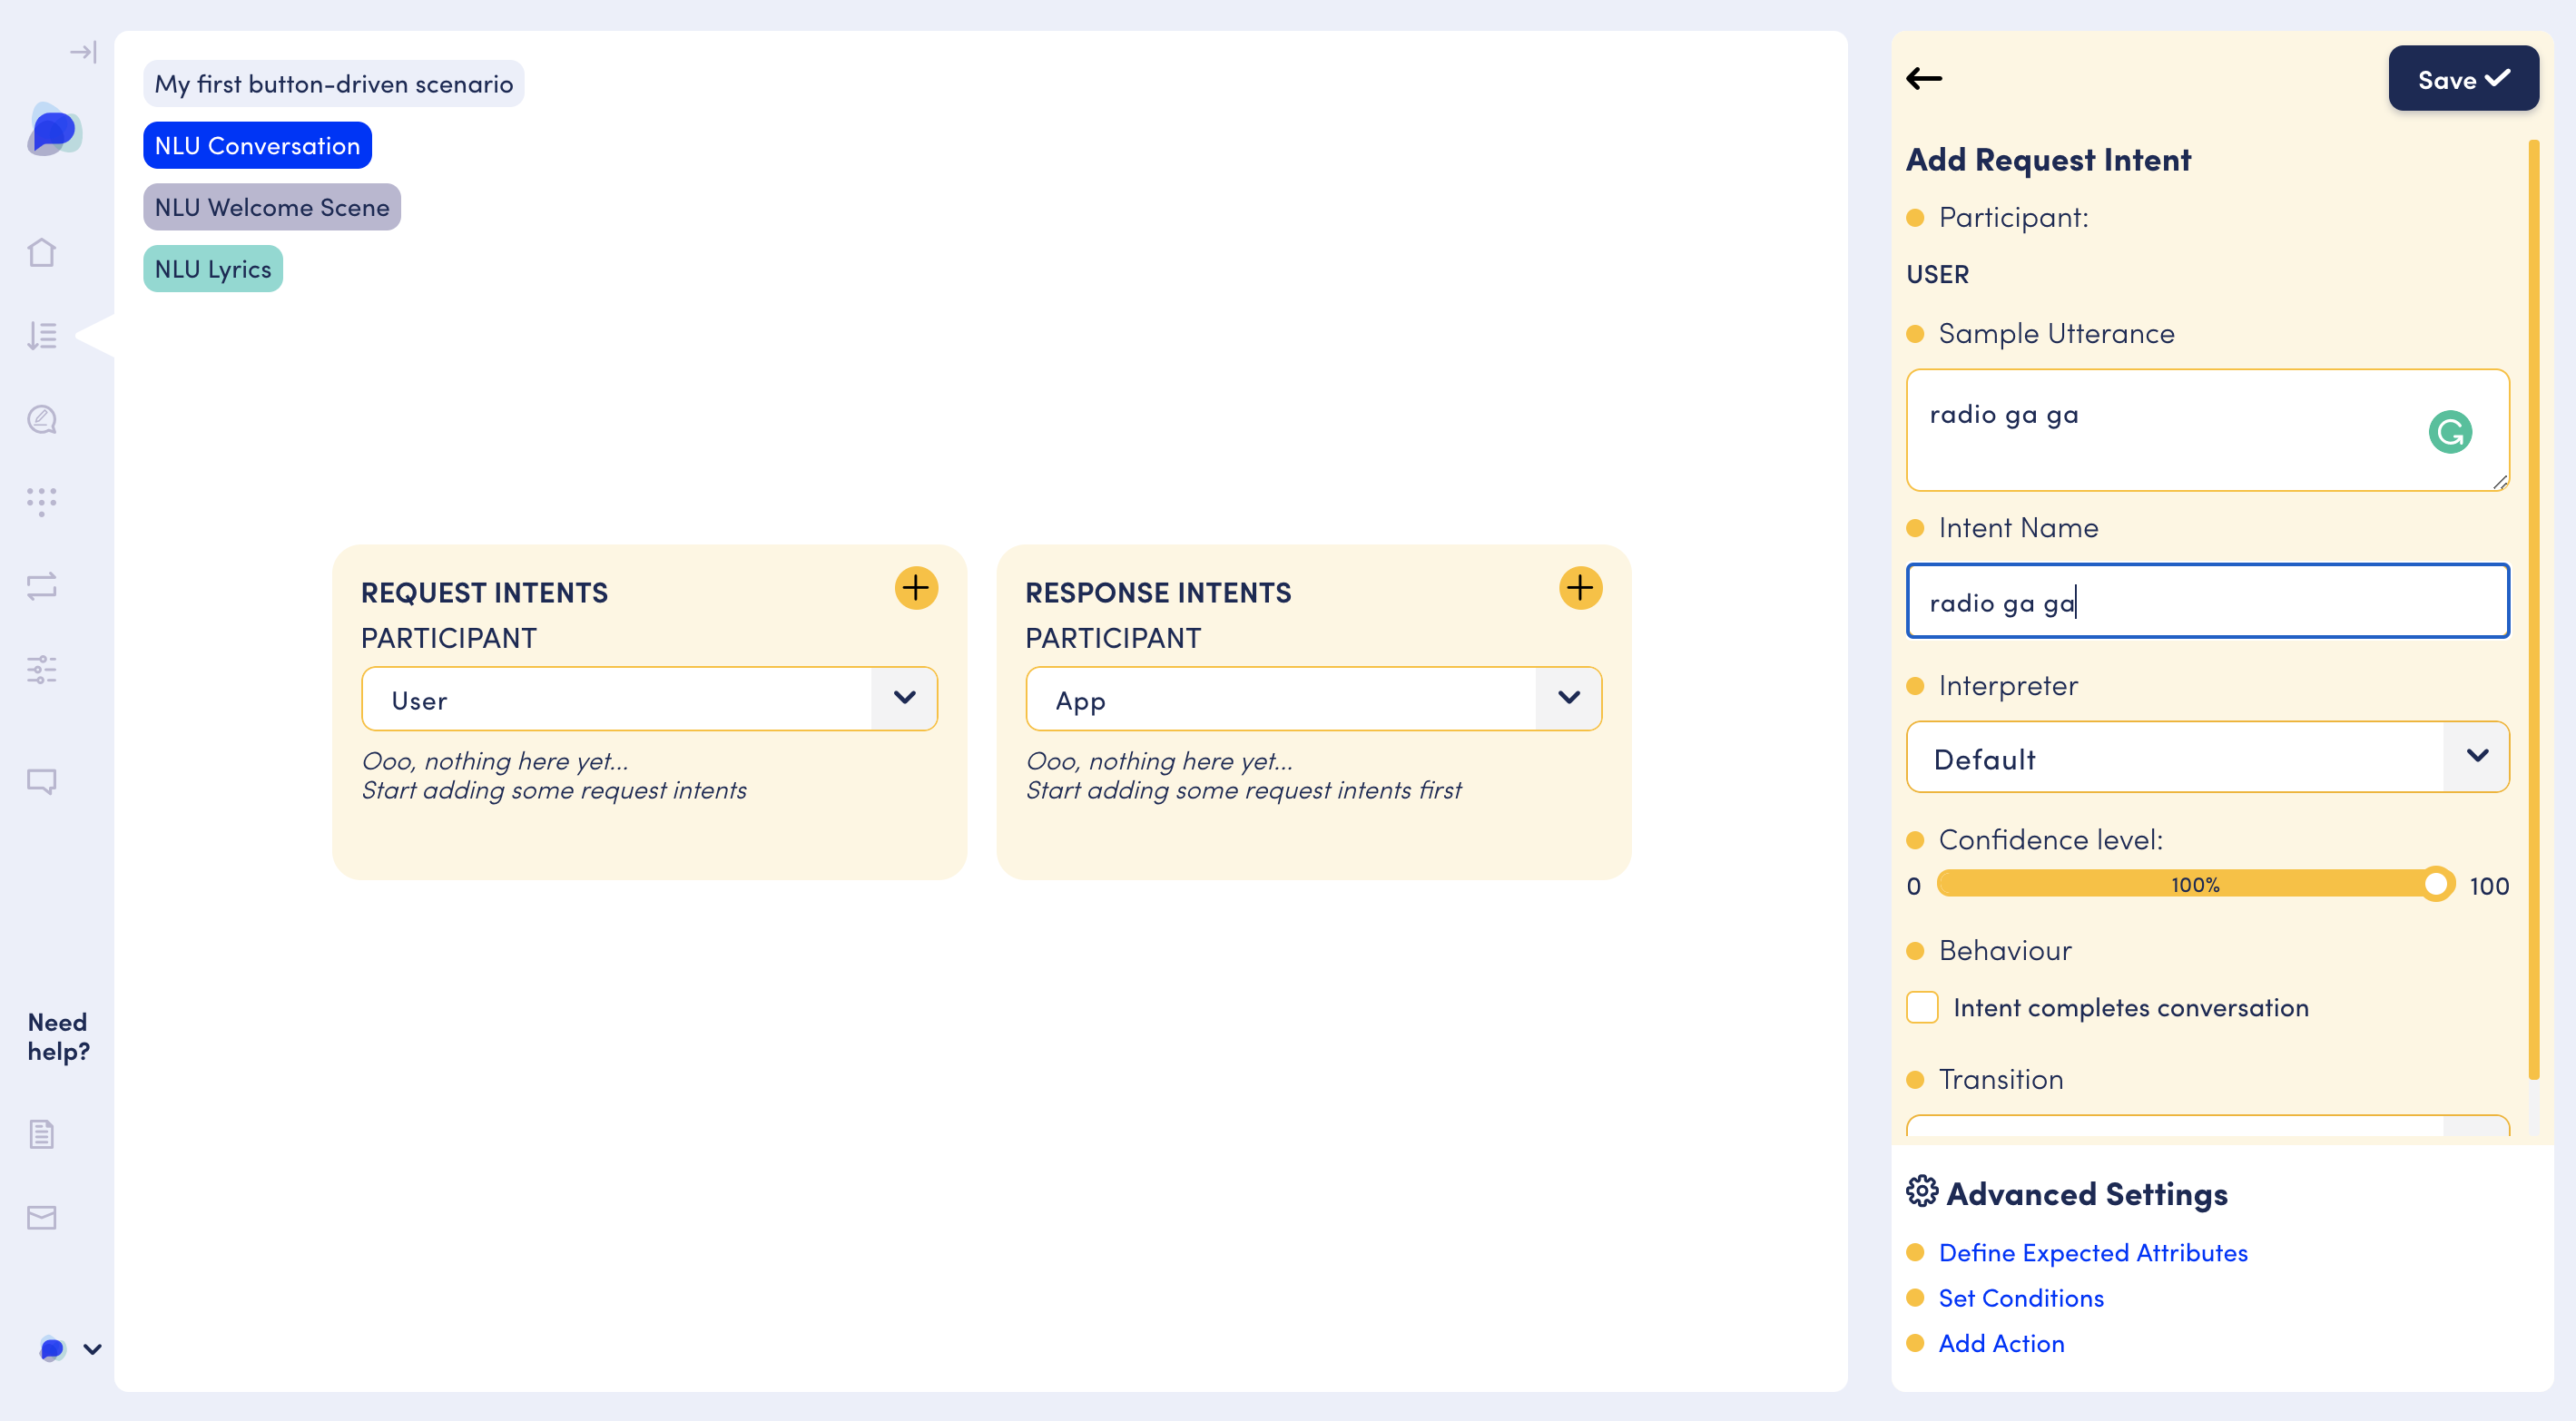 My first button-driven scenario
NLU Conversation
NLU Welcome Scene
NLU Lyrics
Need
help?
REQUEST INTENTS
PARTICIPANT
User
Ooo, nothing here yet...
Start adding some request intents
RESPONSE INTENTS
PARTICIPANT
App
Ooo, nothing here yet...
Start adding some request intents first
Save
Add Request Intent
Participant:
USER
Sample Utterance
radio ga ga
Intent Name
radio ga ga
Interpreter
Default
Confidence level:
0 100% 100
Behaviour
Intent completes conversation
Transition
Advanced Settings
Define Expected Attributes
Set Conditions
Add Action